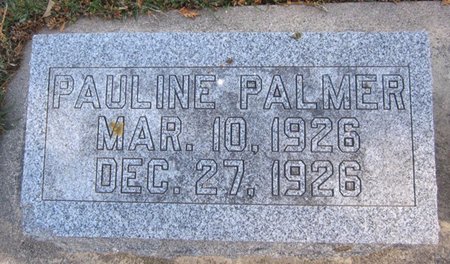 PAULINE PALMER
MAR. 10, 1926
DEC. 27, 1926